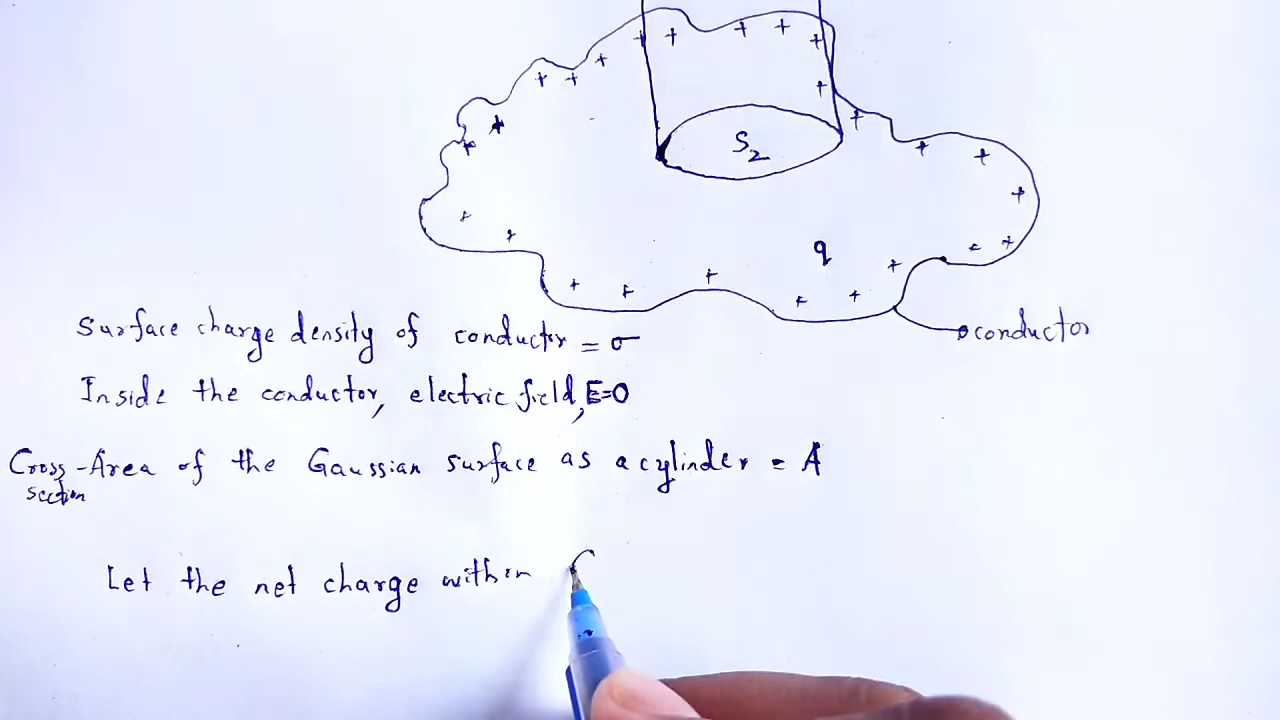 S2
q
conductor
Surface charge density of conductor = σ
Inside the conductor, electric field, E=0
Cross-Area of the Gaussian surface as a cylinder = A
section
Let the net charge within